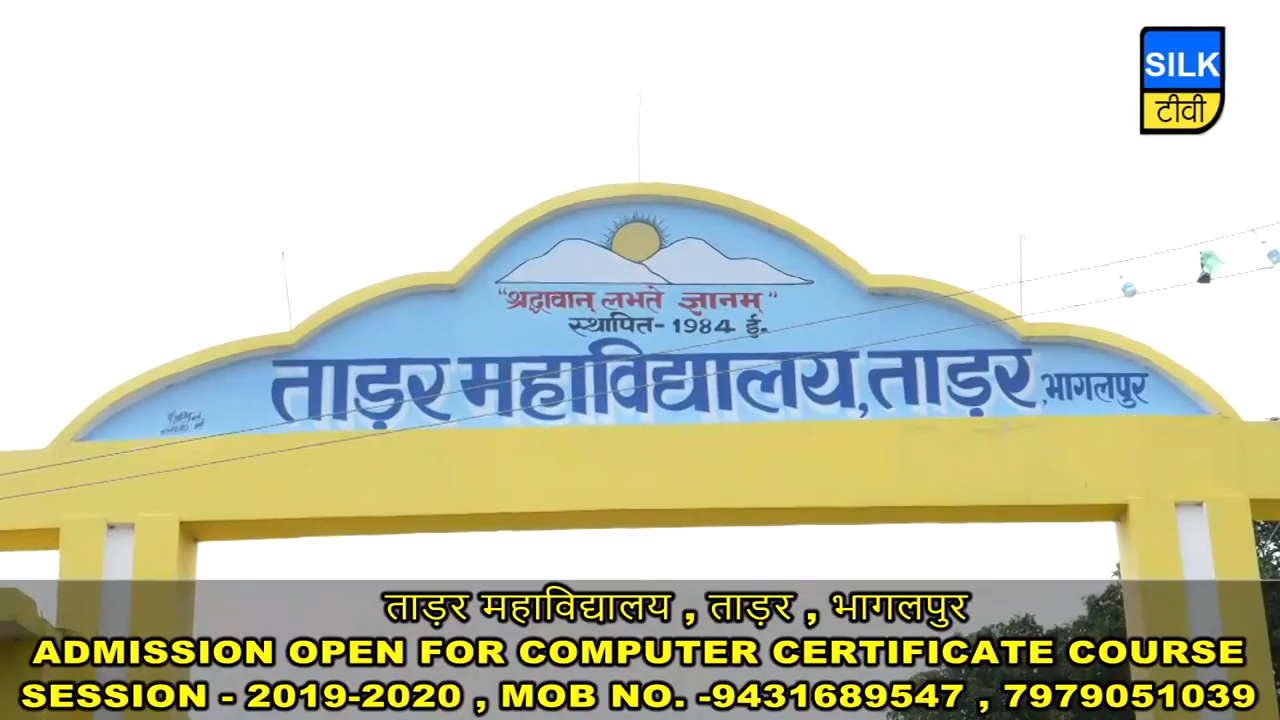 SILK
टीवी
"श्रद्धावान् लभते ज्ञानम्"
स्थापित- 1984 ई.
ताड़र महाविद्यालय, ताड़र, भागलपुर
ताड़र महाविद्यालय , ताड़र , भागलपुर
ADMISSION OPEN FOR COMPUTER CERTIFICATE COURSE
SESSION - 2019-2020 , MOB NO. -9431689547 , 7979051039